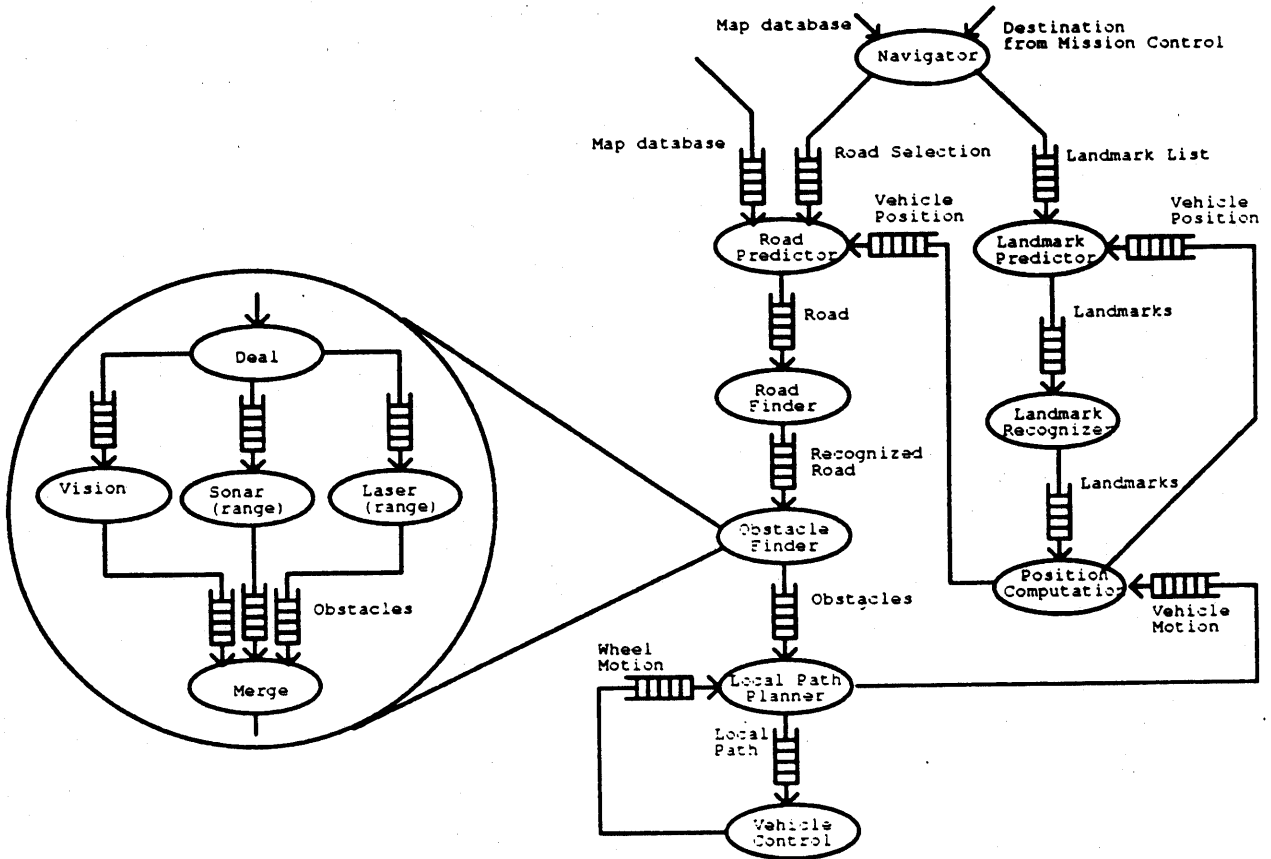 Map database
Destination
from Mission Control
Navigator
Map database
Road Selection
Landmark List
Vehicle
Position
Vehicle
Position
Road
Predictor
Landmark
Predictor
Road
Landmarks
Deal
Road
Finder
Landmark
Recognizer
Recognized
Road
Landmarks
Vision
Sonar
(range)
Laser
(range)
Obstacle
Finder
Position
Computation
Obstacles
Obstacles
Vehicle
Motion
Wheel
Motion
Merge
Local Path
Planner
Local
Path
Vehicle
Control